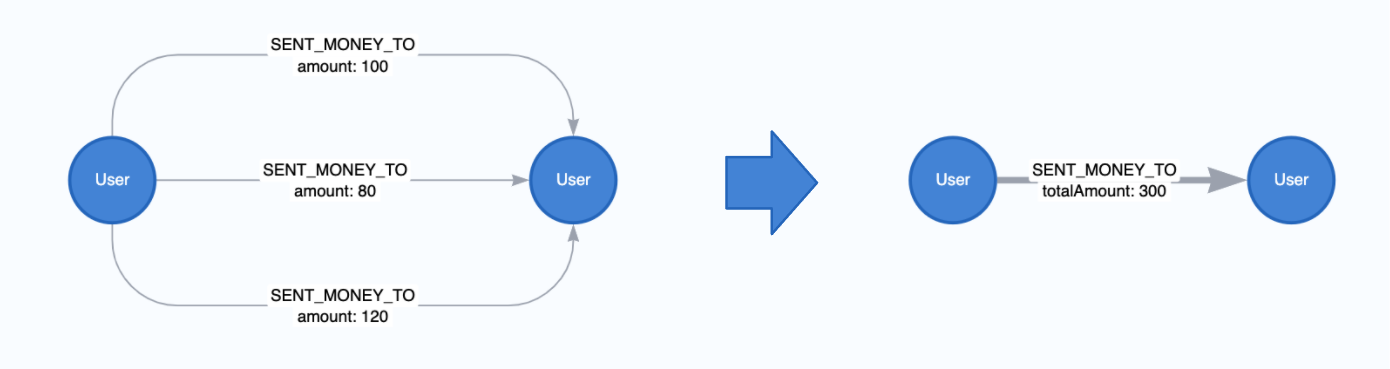 SENT_MONEY_TO
amount: 100
User
SENT_MONEY_TO
amount: 80
User
SENT_MONEY_TO
amount: 120
User
SENT_MONEY_TO
totalAmount: 300
User